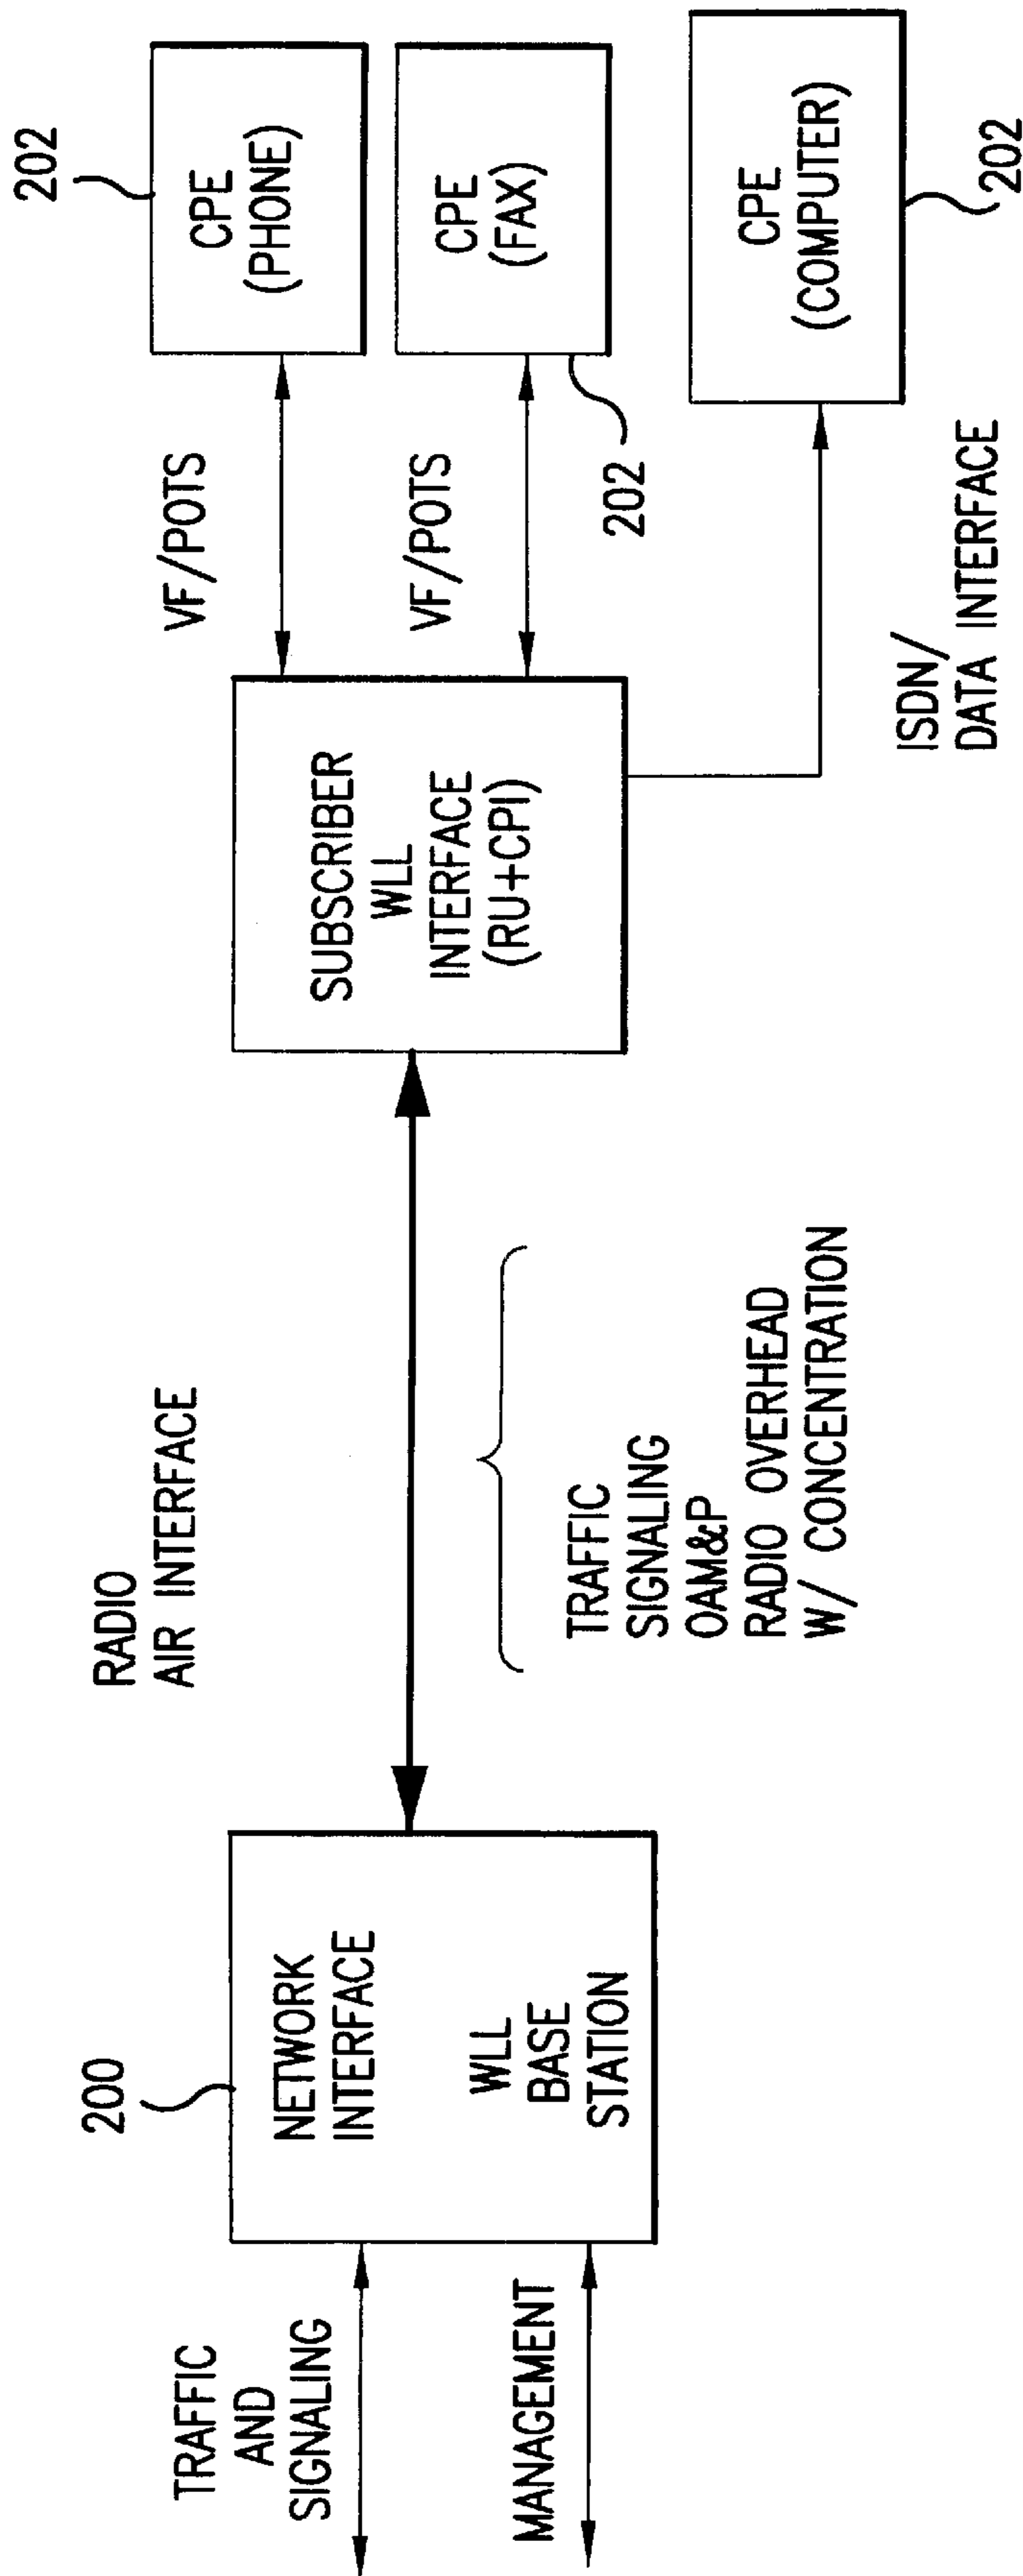 TRAFFIC
AND
SIGNALING
MANAGEMENT
200
NETWORK
INTERFACE
WLL
BASE
STATION
RADIO
AIR INTERFACE
TRAFFIC
SIGNALING
OAM&P
RADIO OVERHEAD
W/ CONCENTRATION
SUBSCRIBER
WLL
INTERFACE
(RU+CPI)
VF/POTS
VF/POTS
ISDN/
DATA INTERFACE
202
CPE
(PHONE)
CPE
(FAX)
202
CPE
(COMPUTER)
202